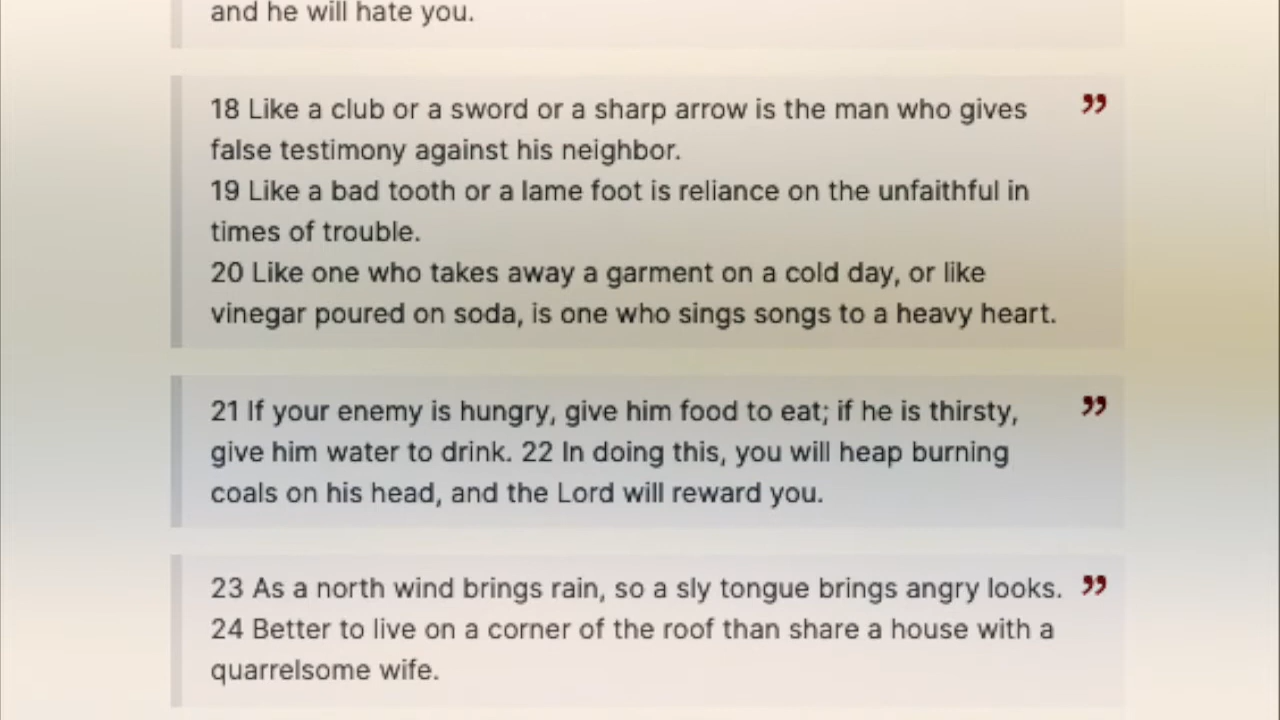 and he will hate you.
18 Like a club or a sword or a sharp arrow is the man who gives
false testimony against his neighbor.
19 Like a bad tooth or a lame foot is reliance on the unfaithful in
times of trouble.
20 Like one who takes away a garment on a cold day, or like
vinegar poured on soda, is one who sings songs to a heavy heart.
21 If your enemy is hungry, give him food to eat; if he is thirsty,
give him water to drink. 22 In doing this, you will heap burning
coals on his head, and the Lord will reward you.
23 As a north wind brings rain, so a sly tongue brings angry looks.
24 Better to live on a corner of the roof than share a house with a
quarrelsome wife.